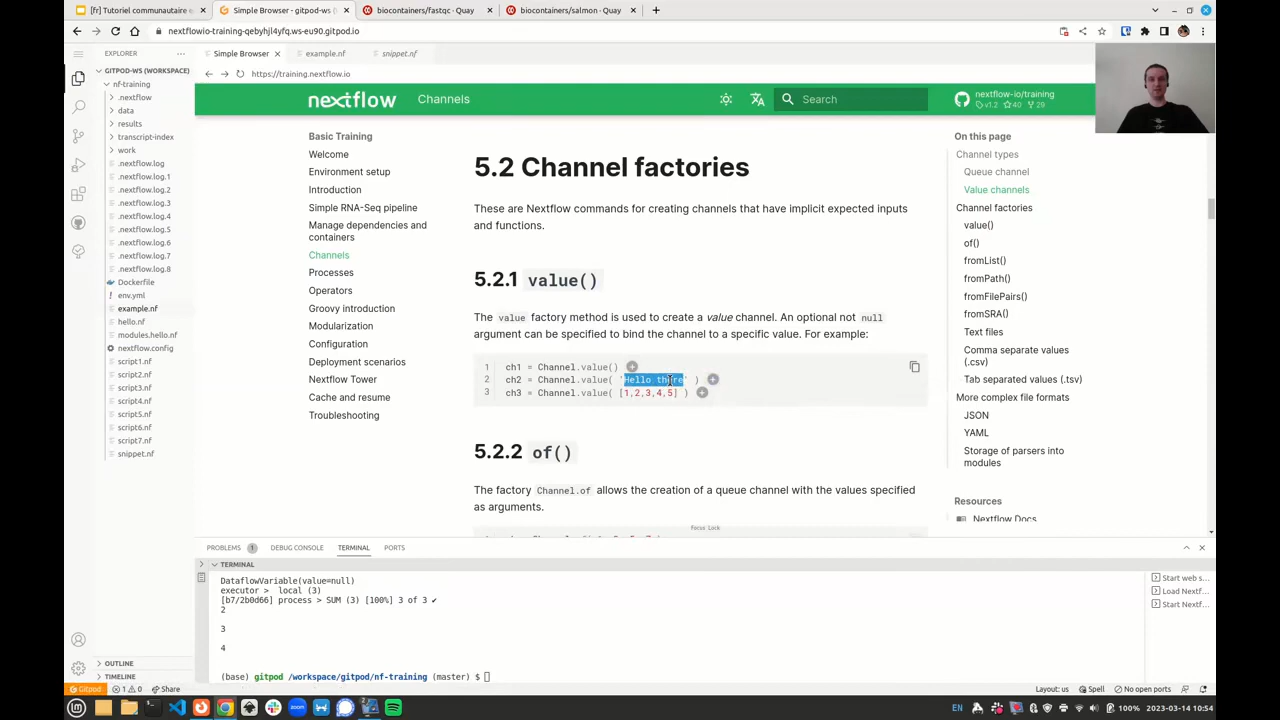 [fr] Tutoriel communautaire e
Simple Browser - gitpod-ws (
biocontainers/fastqc · Quay
biocontainers/salmon · Quay
nextflowio-training-qebyhjl4yfq.ws-eu90.gitpod.io
EXPLORER
Simple Browser
example.nf
snippet.nf
GITPOD-WS (WORKSPACE)
https://training.nextflow.io
nf-training
.nextflow
data
results
transcript-index
work
.nextflow.log
.nextflow.log.1
.nextflow.log.2
.nextflow.log.3
.nextflow.log.4
.nextflow.log.5
.nextflow.log.6
.nextflow.log.7
.nextflow.log.8
Dockerfile
env.yml
example.nf
hello.nf
modules.hello.nf
nextflow.config
script1.nf
script2.nf
script3.nf
script4.nf
script5.nf
script6.nf
script7.nf
snippet.nf
OUTLINE
TIMELINE
nextflow
Channels
Search
nextflow-io/training
v1.2 40 29
Basic Training
Welcome
Environment setup
Introduction
Simple RNA-Seq pipeline
Manage dependencies and
containers
Channels
Processes
Operators
Groovy introduction
Modularization
Configuration
Deployment scenarios
Nextflow Tower
Cache and resume
Troubleshooting
5.2 Channel factories
These are Nextflow commands for creating channels that have implicit expected inputs
and functions.
5.2.1 value()
The value factory method is used to create a value channel. An optional not null
argument can be specified to bind the channel to a specific value. For example:
1 ch1 = Channel.value()
2 ch2 = Channel.value( 'Hello there' )
3 ch3 = Channel.value( [1,2,3,4,5] )
5.2.2 of()
The factory Channel.of allows the creation of a queue channel with the values specified
as arguments.
Focus Lock
On this page
Channel types
Queue channel
Value channels
Channel factories
value()
of()
fromList()
fromPath()
fromFilePairs()
fromSRA()
Text files
Comma separate values
(.csv)
Tab separated values (.tsv)
More complex file formats
JSON
YAML
Storage of parsers into
modules
Resources
Nextflow Docs
PROBLEMS 1
DEBUG CONSOLE
TERMINAL
PORTS
TERMINAL
DataflowVariable(value=null)
executor > local (3)
[b7/2b0d66] process > SUM (3) [100%] 3 of 3 ✔
2
3
4
(base) gitpod /workspace/gitpod/nf-training (master) $
Start web s...
Load Nextf...
Start Nextf...
Gitpod
1 0
Share
Layout: us
Spell
No open ports
EN
100%
2023-03-14 10:54